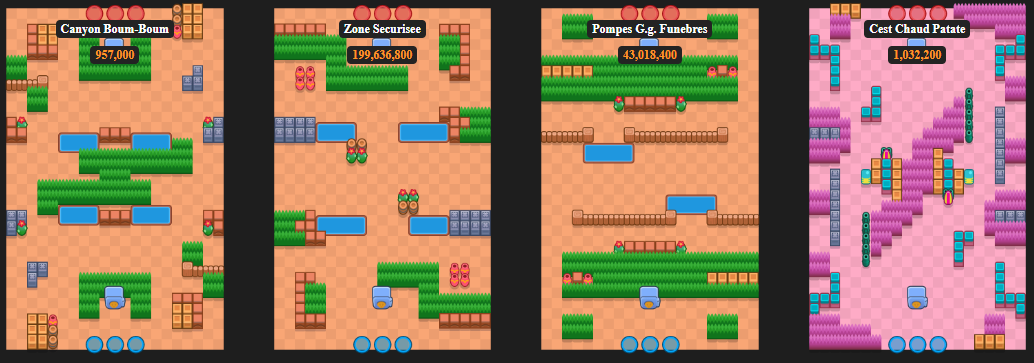 Canyon Boum-Boum
957,000
Zone Securisee
199,636,800
Pompes G.g. Funebres
43,018,400
Cest Chaud Patate
1,032,200